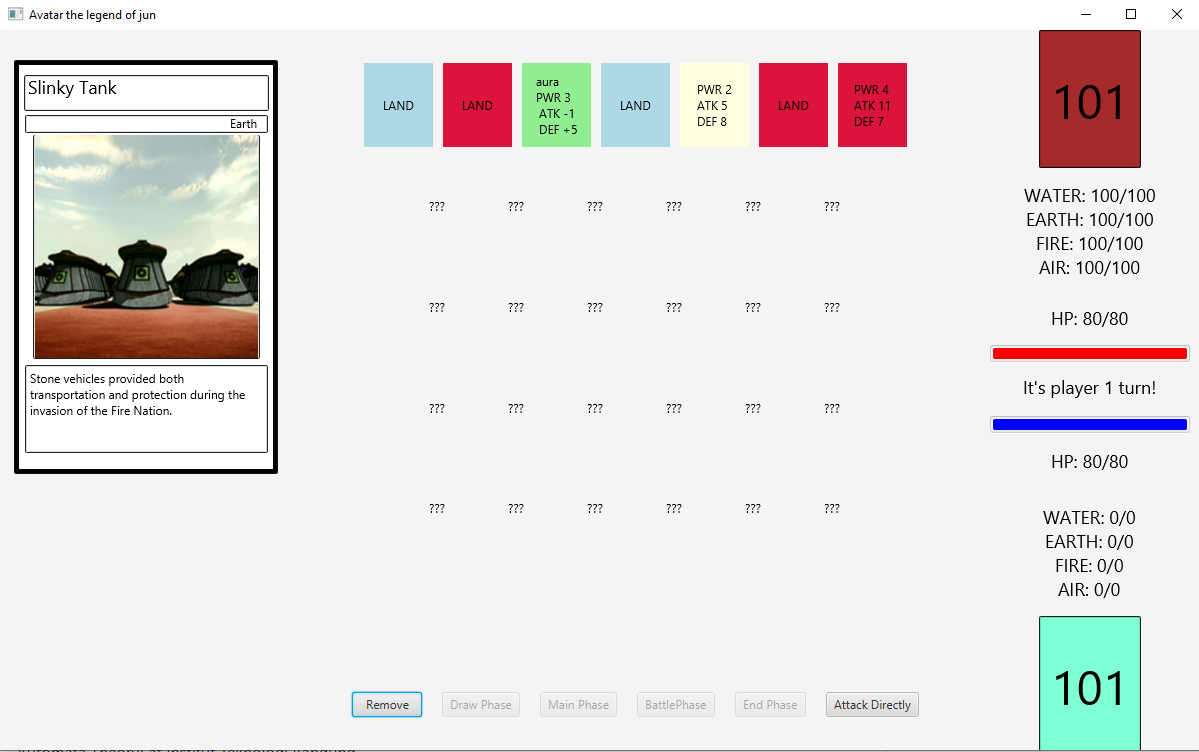 Avatar the legend of jun
Slinky Tank
Earth
Stone vehicles provided both
transportation and protection during the
invasion of the Fire Nation.
LAND
LAND
aura
PWR 3
ATK -1
DEF +5
LAND
PWR 2
ATK 5
DEF 8
LAND
PWR 4
ATK 11
DEF 7
??? ??? ??? ??? ??? ???
??? ??? ??? ??? ??? ???
??? ??? ??? ??? ??? ???
??? ??? ??? ??? ??? ???
101
WATER: 100/100
EARTH: 100/100
FIRE: 100/100
AIR: 100/100
HP: 80/80
It's player 1 turn!
HP: 80/80
WATER: 0/0
EARTH: 0/0
FIRE: 0/0
AIR: 0/0
101
Remove Draw Phase Main Phase BattlePhase End Phase Attack Directly